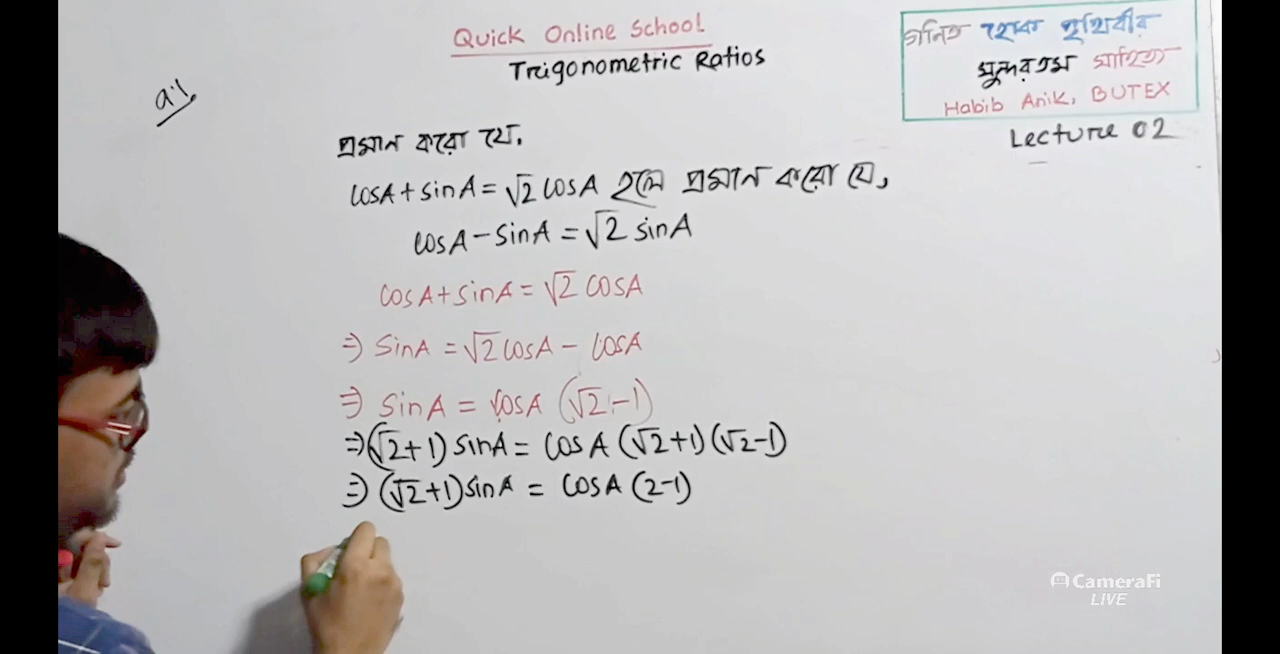 Quick Online School
Trigonometric Ratios
গনিত হোক পৃথিবীর
সুন্দরতম সাহিত্য
Habib Anik, BUTEX
Lecture 02
প্রমান করো যে,
cosA + sinA = √2 cosA হলে প্রমান করো যে,
cosA - sinA = √2 sinA
cosA + sinA = √2 cosA
⇒ sinA = √2 cosA - cosA
⇒ sinA = cosA (√2 - 1)
⇒ (√2 + 1) sinA = cosA (√2 + 1) (√2 - 1)
⇒ (√2 + 1) sinA = cosA (2 - 1)
CameraFi
LIVE